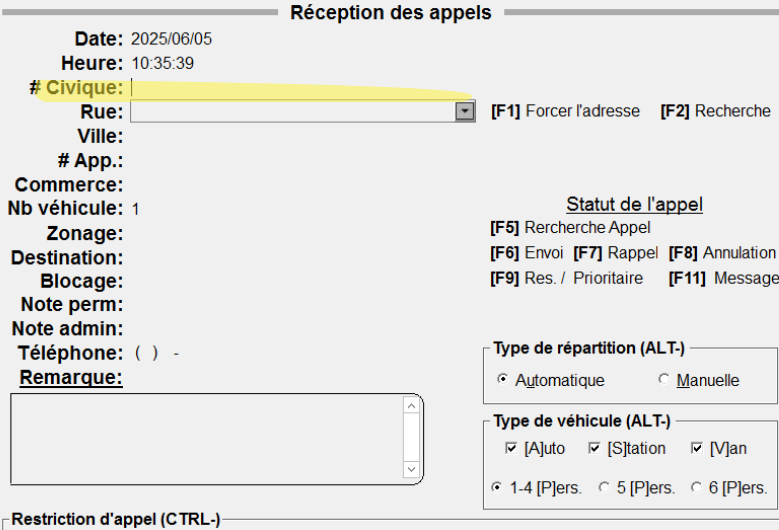 Réception des appels
Date: 2025/06/05
Heure: 10:35:39
# Civique:
Rue: [F1] Forcer l'adresse [F2] Recherche
Ville:
# App.:
Commerce:
Nb véhicule: 1 Statut de l'appel
Zonage: [F5] Rercherche Appel
Destination: [F6] Envoi [F7] Rappel [F8] Annulation
Blocage: [F9] Res. / Prioritaire [F11] Message
Note perm:
Note admin:
Téléphone: ( ) - Type de répartition (ALT-)
Remarque: Automatique Manuelle
Type de véhicule (ALT-)
[A]uto [S]tation [V]an
1-4 [P]ers. 5 [P]ers. 6 [P]ers.
Restriction d'appel (CTRL-)